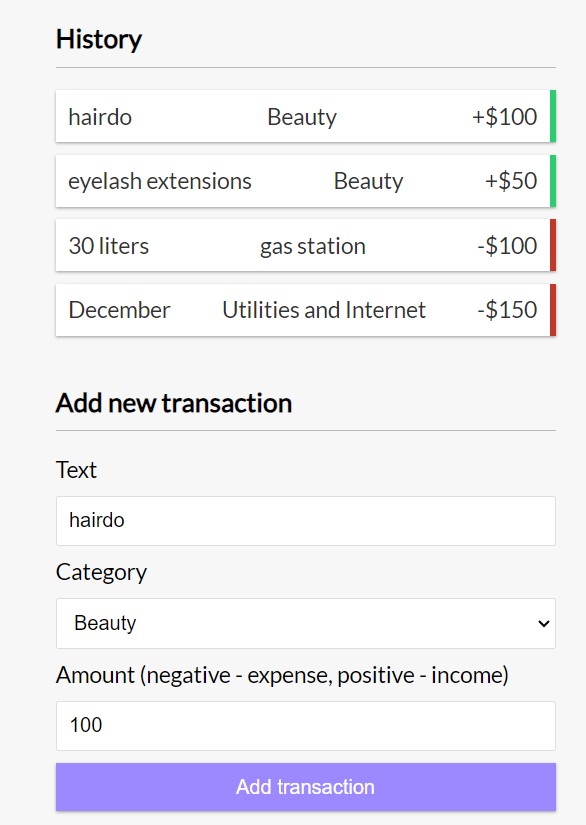 History
hairdo Beauty +$100
eyelash extensions Beauty +$50
30 liters gas station -$100
December Utilities and Internet -$150
Add new transaction
Text
hairdo
Category
Beauty
Amount (negative - expense, positive - income)
100
Add transaction